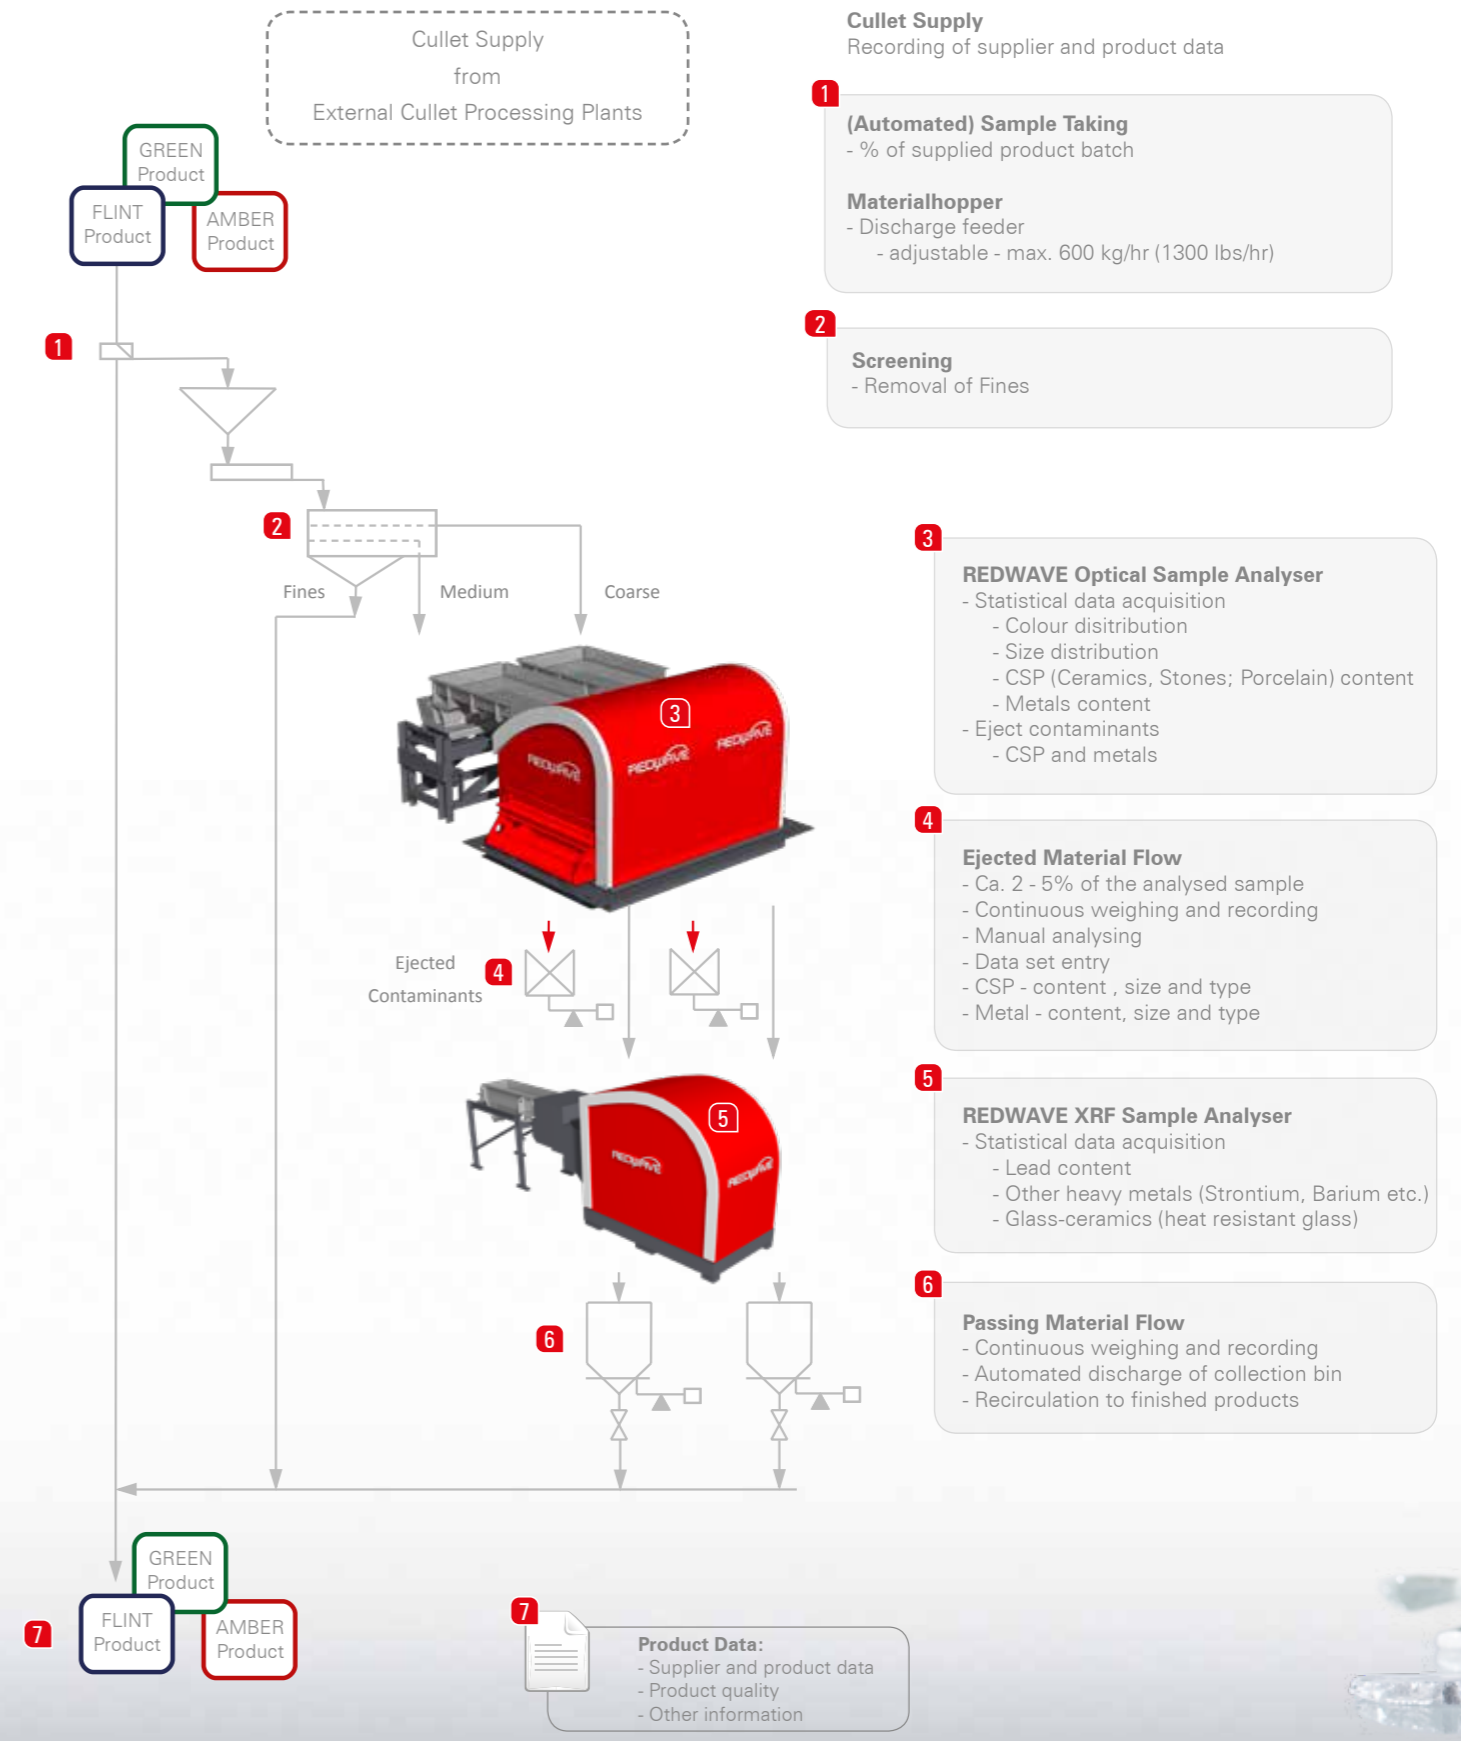 Cullet Supply
from
External Cullet Processing Plants
GREEN
Product
FLINT
Product
AMBER
Product
1
2
Fines
Medium
Coarse
3
REDWAVE
REDWAVE
REDWAVE
Ejected
Contaminants
4
5
REDWAVE
REDWAVE
6
GREEN
Product
FLINT
Product
AMBER
Product
7
Cullet Supply
Recording of supplier and product data
1
(Automated) Sample Taking
- % of supplied product batch
Materialhopper
- Discharge feeder
- adjustable - max. 600 kg/hr (1300 lbs/hr)
2
Screening
- Removal of Fines
3
REDWAVE Optical Sample Analyser
- Statistical data acquisition
- Colour disitribution
- Size distribution
- CSP (Ceramics, Stones; Porcelain) content
- Metals content
- Eject contaminants
- CSP and metals
4
Ejected Material Flow
- Ca. 2 - 5% of the analysed sample
- Continuous weighing and recording
- Manual analysing
- Data set entry
- CSP - content , size and type
- Metal - content, size and type
5
REDWAVE XRF Sample Analyser
- Statistical data acquisition
- Lead content
- Other heavy metals (Strontium, Barium etc.)
- Glass-ceramics (heat resistant glass)
6
Passing Material Flow
- Continuous weighing and recording
- Automated discharge of collection bin
- Recirculation to finished products
7
Product Data:
- Supplier and product data
- Product quality
- Other information